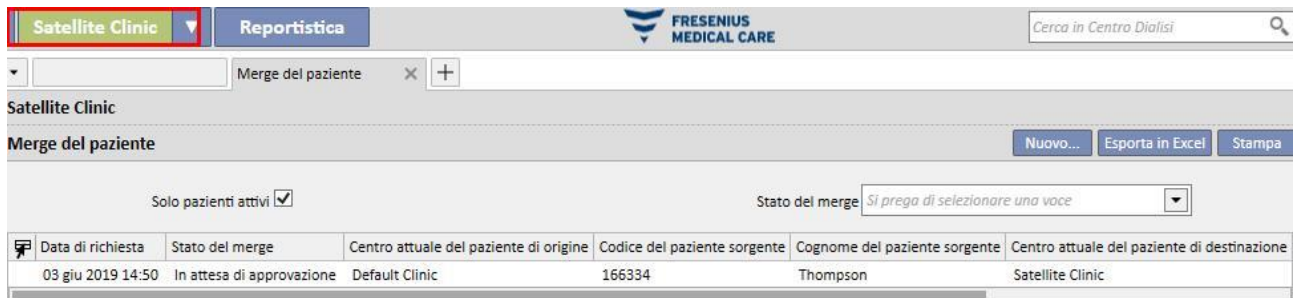 Satellite Clinic Reportistica FRESENIUS MEDICAL CARE Cerca in Centro Dialisi
Merge del paziente
Satellite Clinic
Merge del paziente Nuovo... Esporta in Excel Stampa
Solo pazienti attivi Stato del merge Si prega di selezionare una voce
Data di richiesta Stato del merge Centro attuale del paziente di origine Codice del paziente sorgente Cognome del paziente sorgente Centro attuale del paziente di destinazione
03 giu 2019 14:50 In attesa di approvazione Default Clinic 166334 Thompson Satellite Clinic